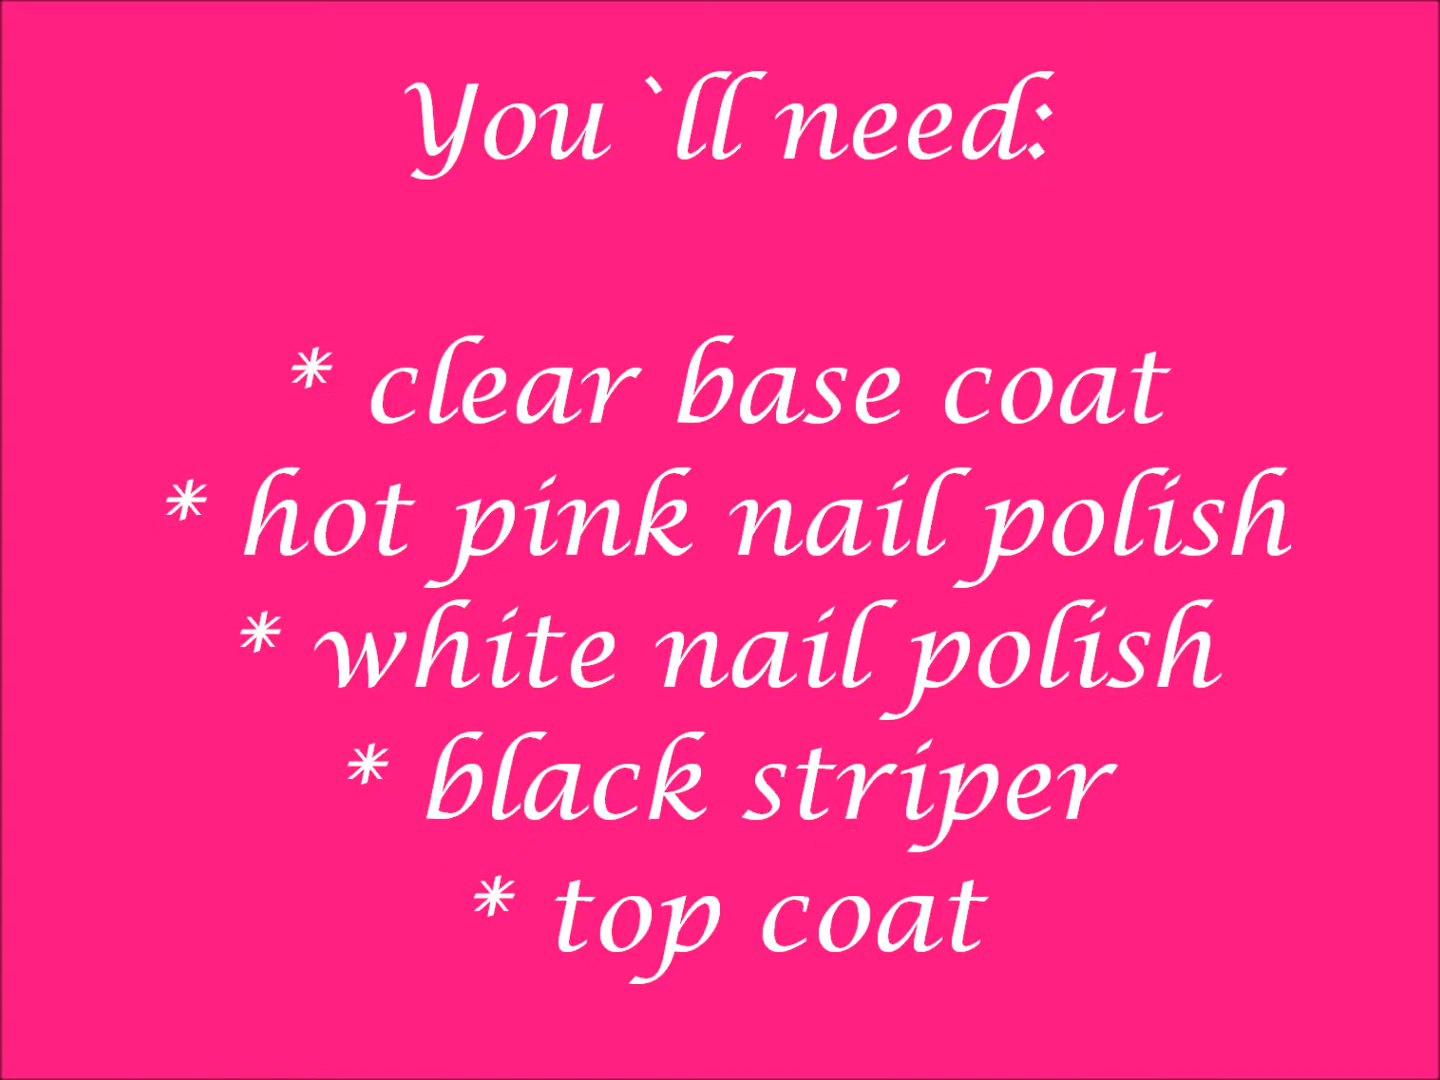 You`ll need:
* clear base coat
* hot pink nail polish
* white nail polish
* black striper
* top coat